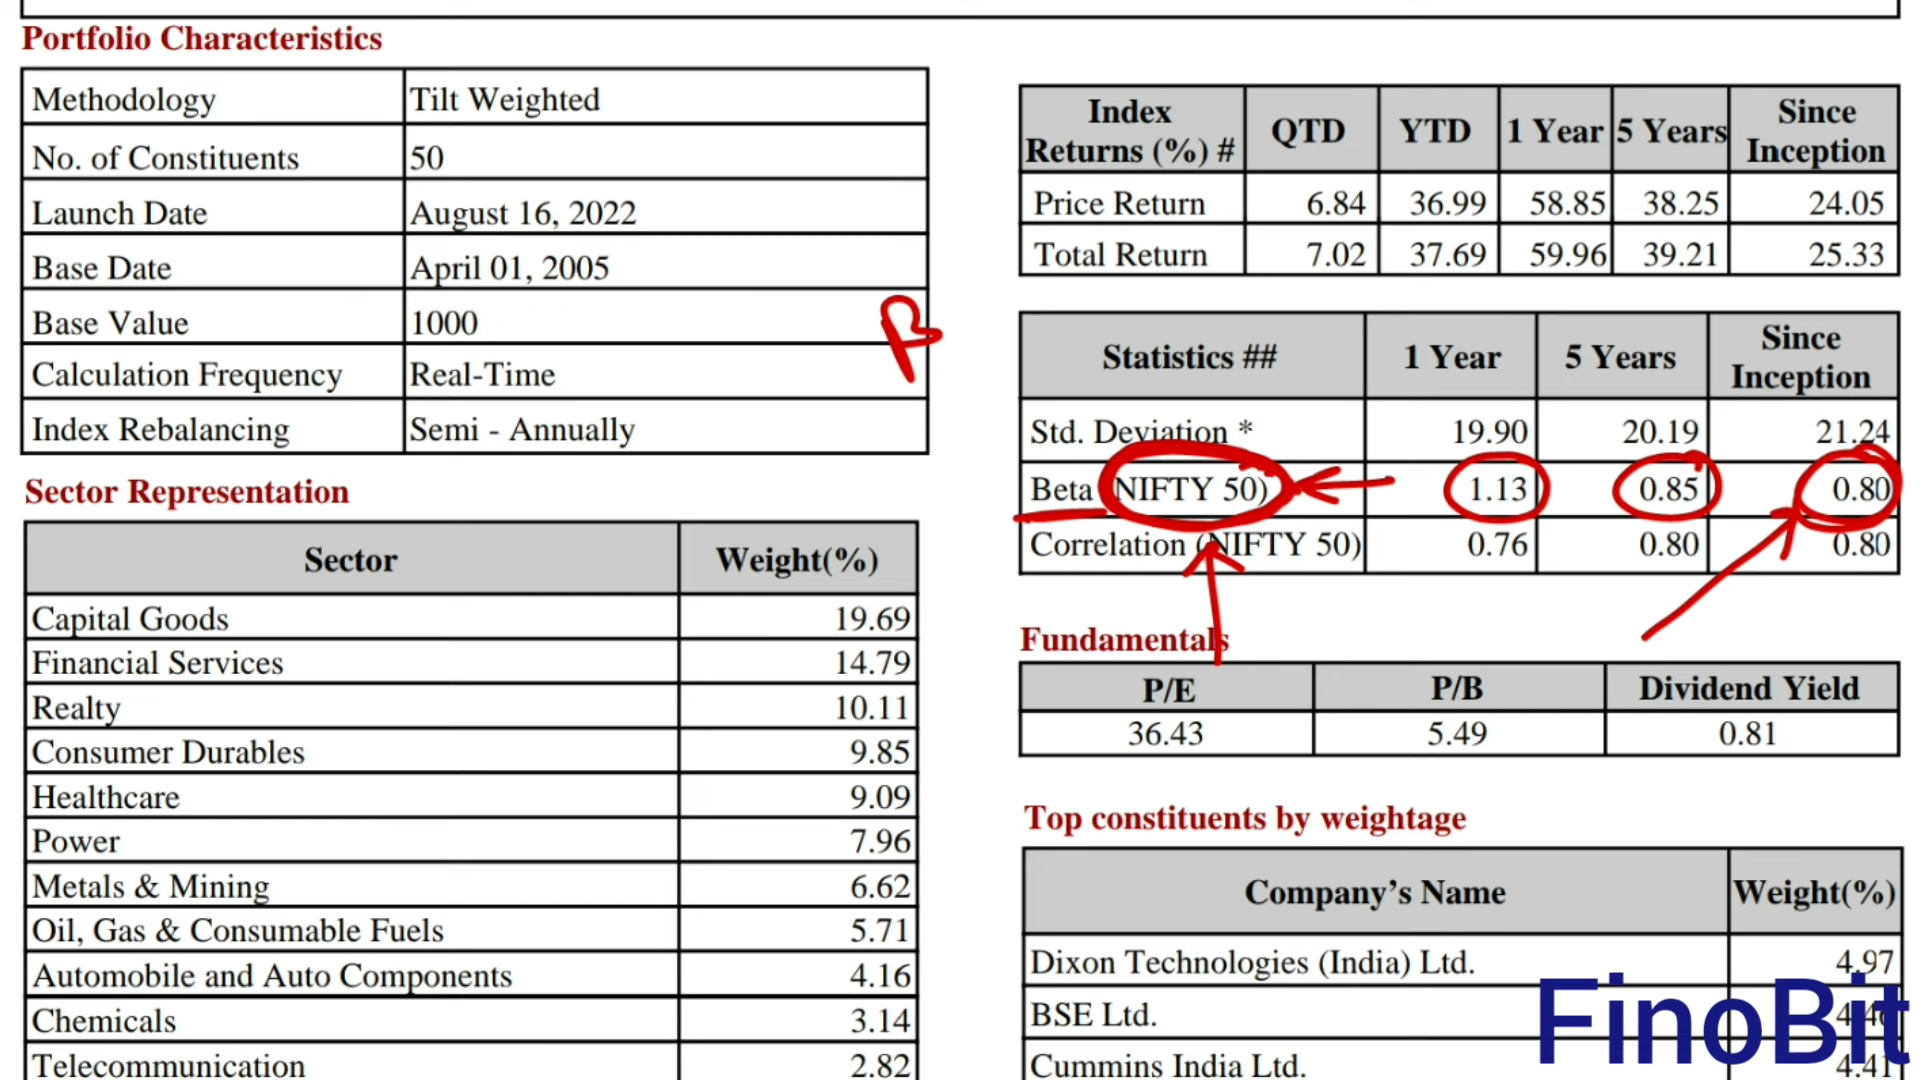 Portfolio Characteristics
Methodology Tilt Weighted
No. of Constituents 50
Launch Date August 16, 2022
Base Date April 01, 2005
Base Value 1000
Calculation Frequency Real-Time
Index Rebalancing Semi - Annually
β
Sector Representation
Sector Weight(%)
Capital Goods 19.69
Financial Services 14.79
Realty 10.11
Consumer Durables 9.85
Healthcare 9.09
Power 7.96
Metals & Mining 6.62
Oil, Gas & Consumable Fuels 5.71
Automobile and Auto Components 4.16
Chemicals 3.14
Telecommunication 2.82
Index Returns (%) # QTD YTD 1 Year 5 Years Since Inception
Price Return 6.84 36.99 58.85 38.25 24.05
Total Return 7.02 37.69 59.96 39.21 25.33
Statistics ## 1 Year 5 Years Since Inception
Std. Deviation * 19.90 20.19 21.24
Beta (NIFTY 50) 1.13 0.85 0.80
Correlation (NIFTY 50) 0.76 0.80 0.80
Fundamentals
P/E P/B Dividend Yield
36.43 5.49 0.81
Top constituents by weightage
Company's Name Weight(%)
Dixon Technologies (India) Ltd. 4.97
BSE Ltd.
Cummins India Ltd. 4.41
FinoBit